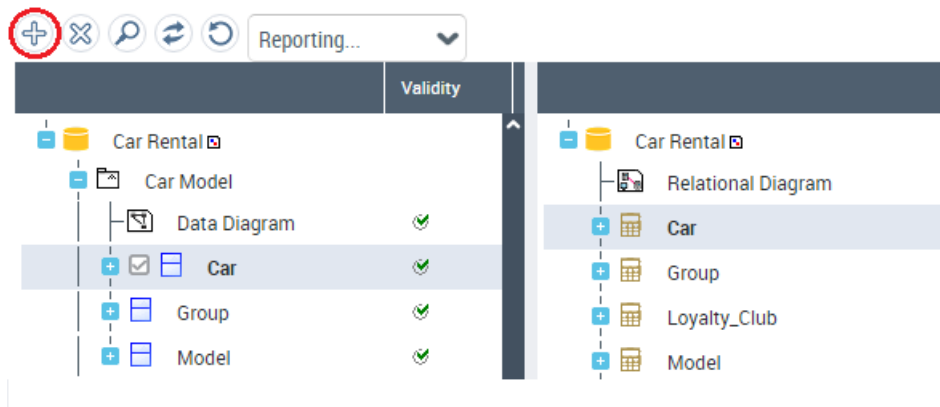 Reporting...
Validity
Car Rental
Car Model
Data Diagram
Car
Group
Model
Car Rental
Relational Diagram
Car
Group
Loyalty_Club
Model